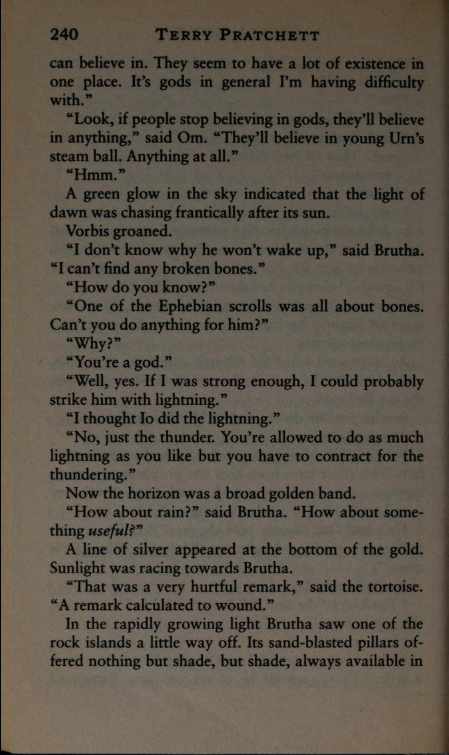 240 TERRY PRATCHETT
can believe in. They seem to have a lot of existence in
one place. It's gods in general I'm having difficulty
with.”
“Look, if people stop believing in gods, they'll believe
in anything,” said Om. “They'll believe in young Urn's
steam ball. Anything at all.”
“Hmm.”
A green glow in the sky indicated that the light of
dawn was chasing frantically after its sun.
Vorbis groaned.
“I don't know why he won't wake up,” said Brutha.
“I can't find any broken bones.”
“How do you know?”
“One of the Ephebian scrolls was all about bones.
Can't you do anything for him?”
“Why?”
“You're a god.”
“Well, yes. If I was strong enough, I could probably
strike him with lightning.”
“I thought Io did the lightning.”
“No, just the thunder. You're allowed to do as much
lightning as you like but you have to contract for the
thundering.”
Now the horizon was a broad golden band.
“How about rain?” said Brutha. “How about some-
thing useful?”
A line of silver appeared at the bottom of the gold.
Sunlight was racing towards Brutha.
“That was a very hurtful remark,” said the tortoise.
“A remark calculated to wound.”
In the rapidly growing light Brutha saw one of the
rock islands a little way off. Its sand-blasted pillars of-
fered nothing but shade, but shade, always available in